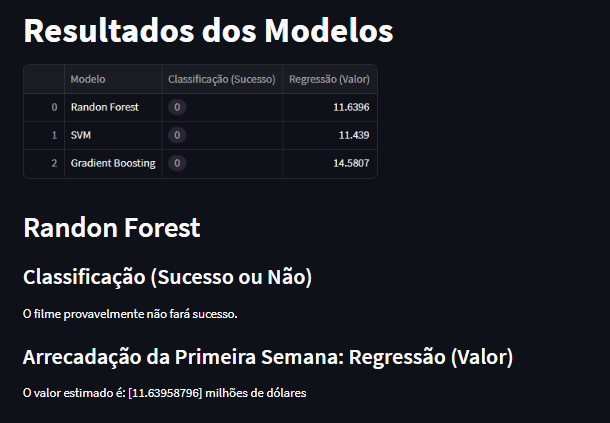 Resultados dos Modelos
Modelo Classificação (Sucesso) Regressão (Valor)
0 Randon Forest 0 11.6396
1 SVM 0 11.439
2 Gradient Boosting 0 14.5807
Randon Forest
Classificação (Sucesso ou Não)
O filme provavelmente não fará sucesso.
Arrecadação da Primeira Semana: Regressão (Valor)
O valor estimado é: [11.63958796] milhões de dólares